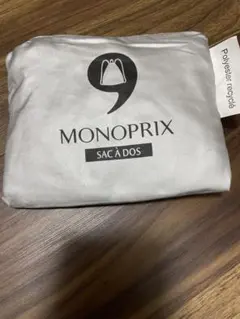 MONOPRIX
SAC À DOS
Polyester recyclé